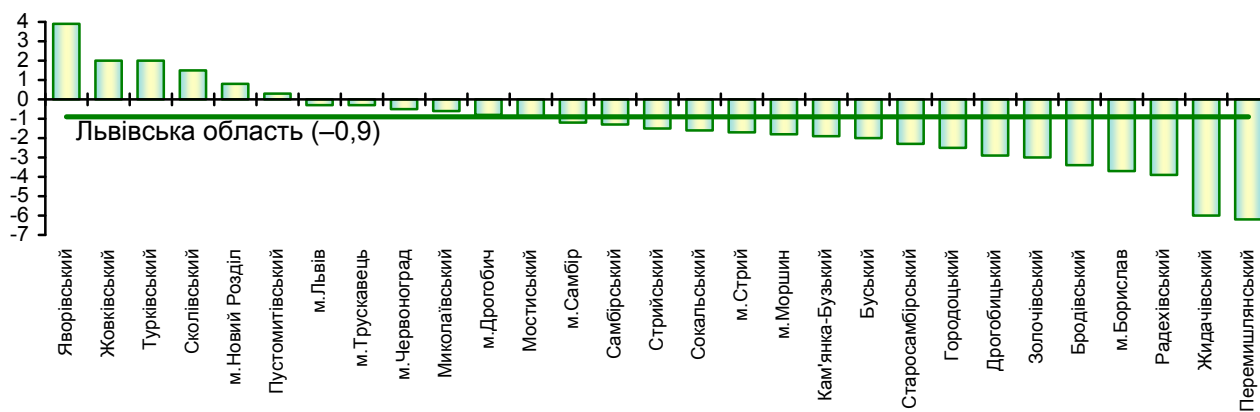 4
3
2
1
0
-1
-2
-3
-4
-5
-6
-7
Львівська область (–0,9)
Яворівський
Жовківський
Турківський
Сколівський
м.Новий Розділ
Пустомитівський
м.Львів
м.Трускавець
м.Червоноград
Миколаївський
м.Дрогобич
Мостиський
м.Самбір
Самбірський
Стрийський
Сокальський
м.Стрий
м.Моршин
Кам'янка-Бузький
Буський
Старосамбірський
Городоцький
Дрогобицький
Золочівський
Бродівський
м.Борислав
Радехівський
Жидачівський
Перемишлянський